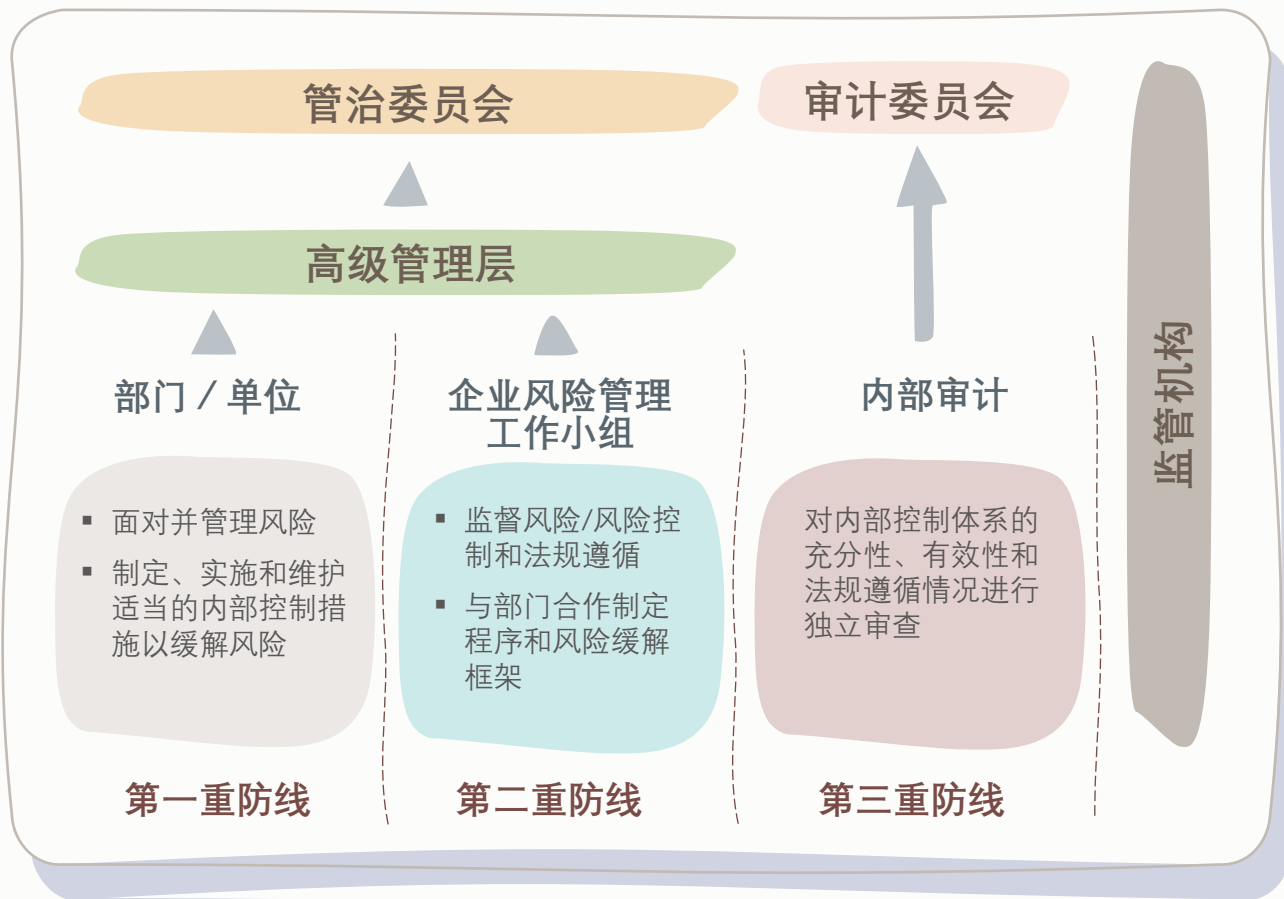 管治委员会
审计委员会
高级管理层
监管机构
部门 / 单位
▪ 面对并管理风险
▪ 制定、实施和维护
适当的内部控制措
施以缓解风险
第一重防线
企业风险管理
工作小组
▪ 监督风险/风险控
制和法规遵循
▪ 与部门合作制定
程序和风险缓解
框架
第二重防线
内部审计
对内部控制体系的
充分性、有效性和
法规遵循情况进行
独立审查
第三重防线